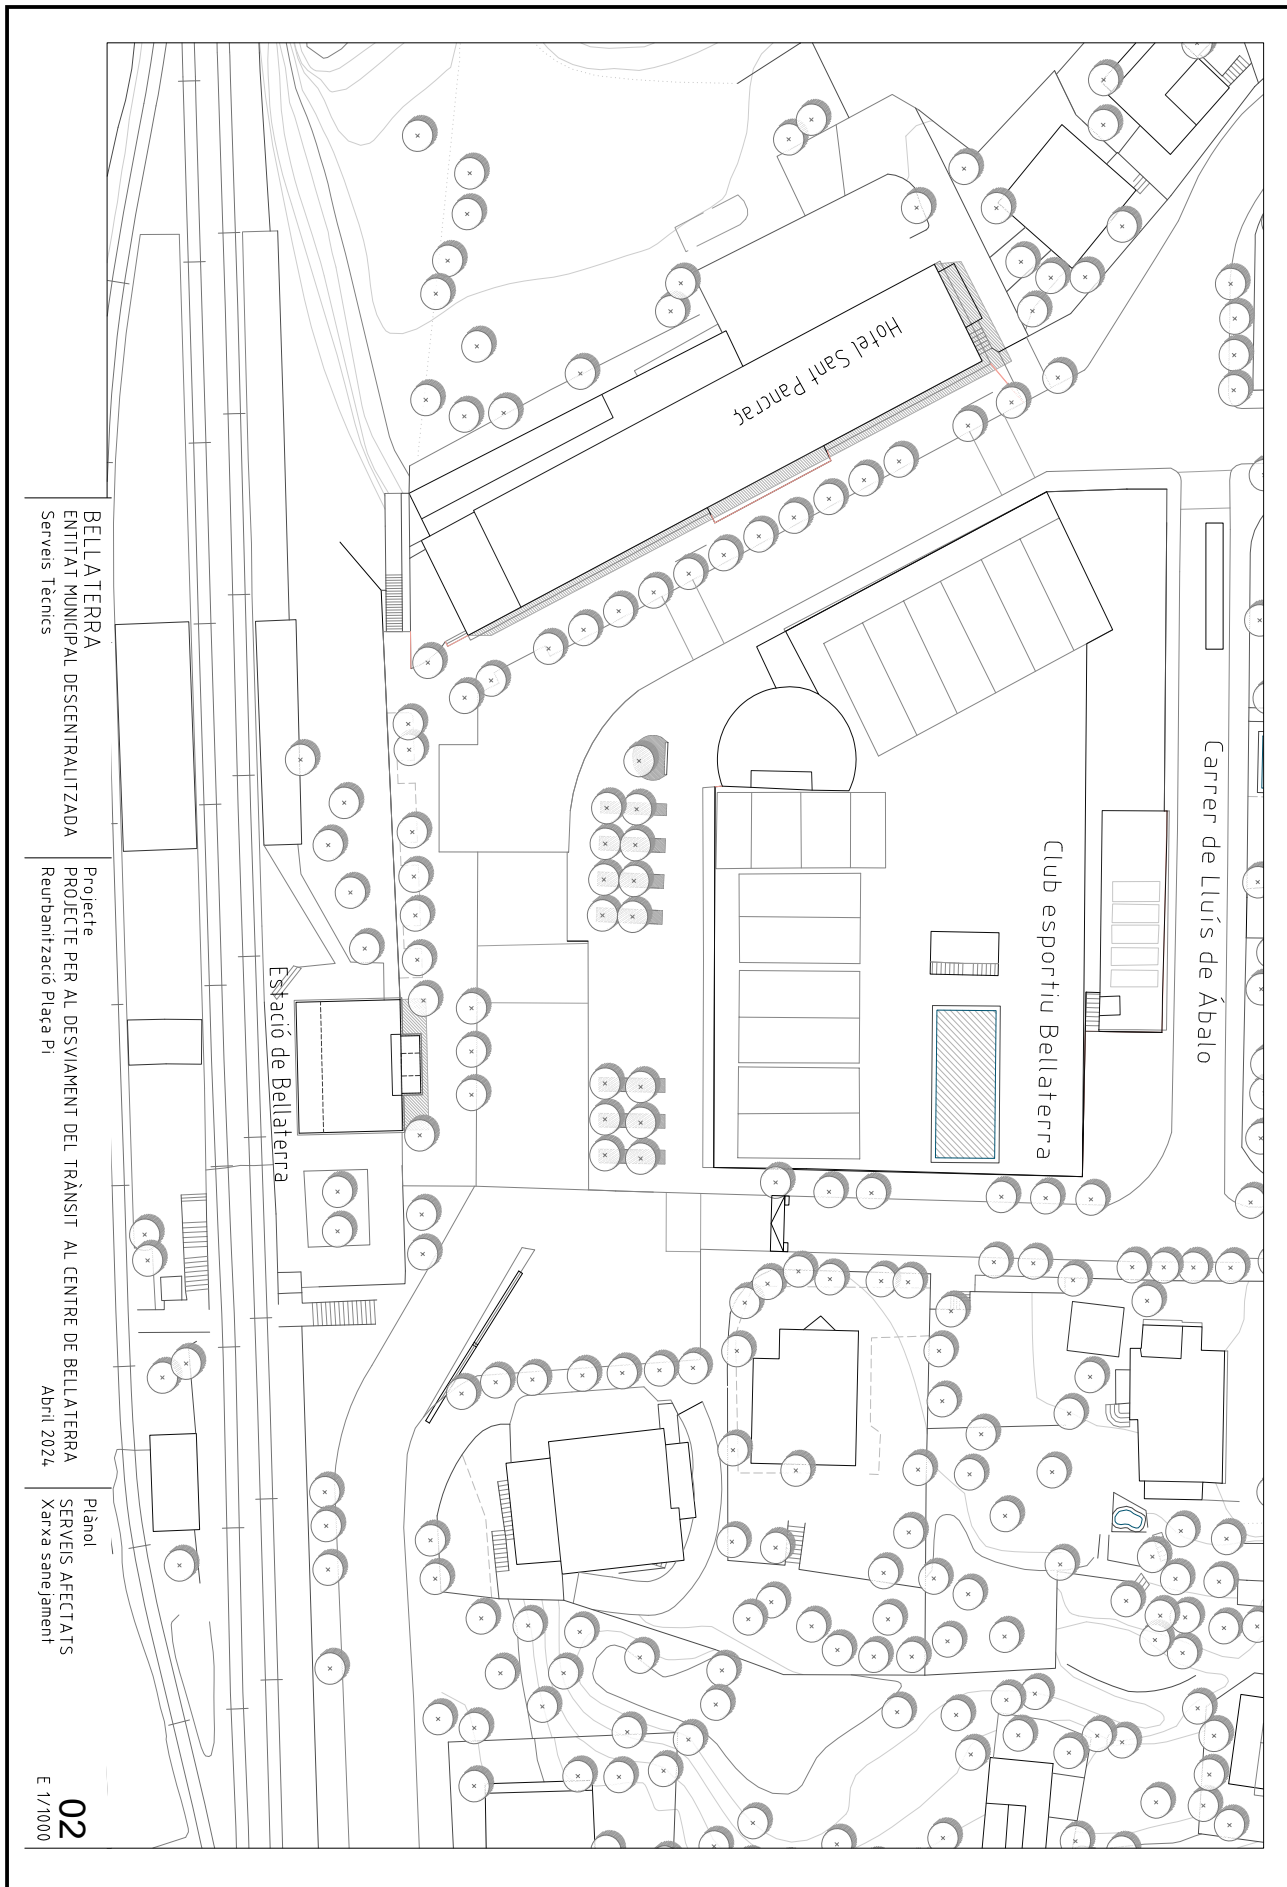 Hotel Sant Pancraç
Carrer de Lluís de Ábalo
Club esportiu Bellaterra
Estació de Bellaterra
BELLATERRA
ENTITAT MUNICIPAL DESCENTRALITZADA
Serveis Tècnics
Projecte
PROJECTE PER AL DESVIAMENT DEL TRÀNSIT AL CENTRE DE BELLATERRA
Reurbanització Plaça Pi
Abril 2024
Plànol
SERVEIS AFECTATS
Xarxa sanejament
02
E 1/1000